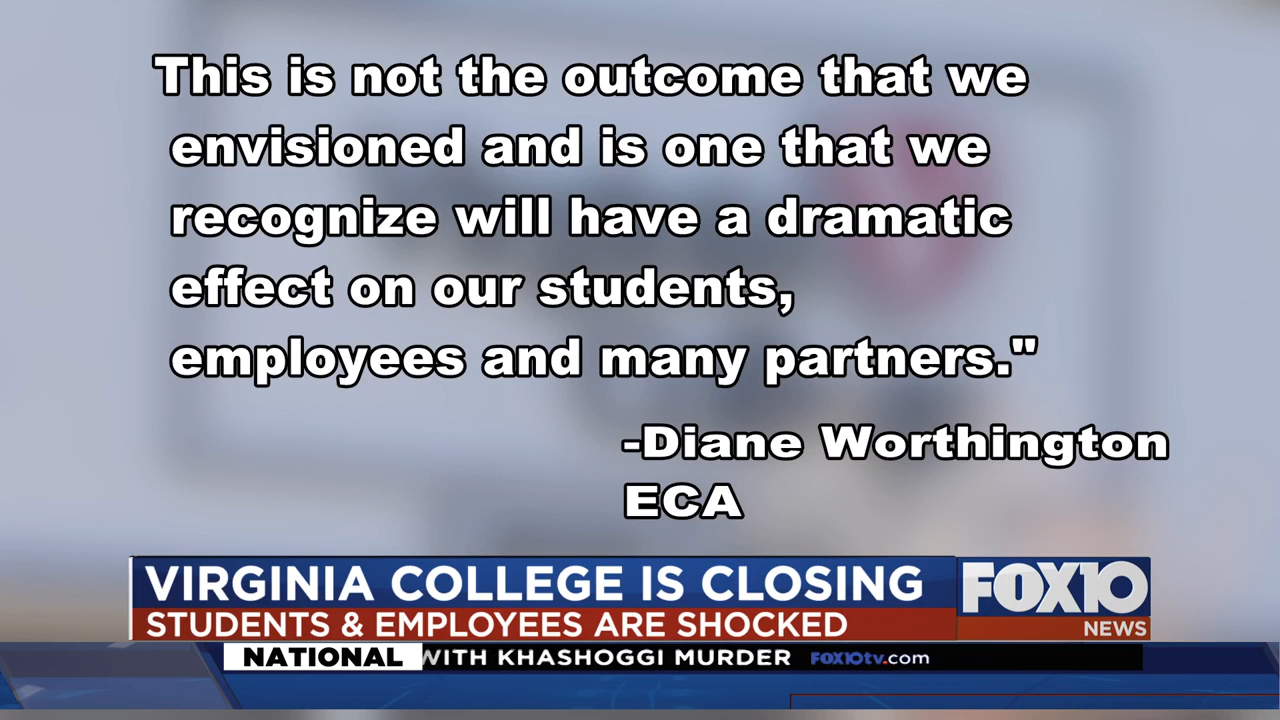 This is not the outcome that we
envisioned and is one that we
recognize will have a dramatic
effect on our students,
employees and many partners."
-Diane Worthington
ECA
VIRGINIA COLLEGE IS CLOSING
STUDENTS & EMPLOYEES ARE SHOCKED
FOX10
NEWS
NATIONAL WITH KHASHOGGI MURDER FOX10tv.com